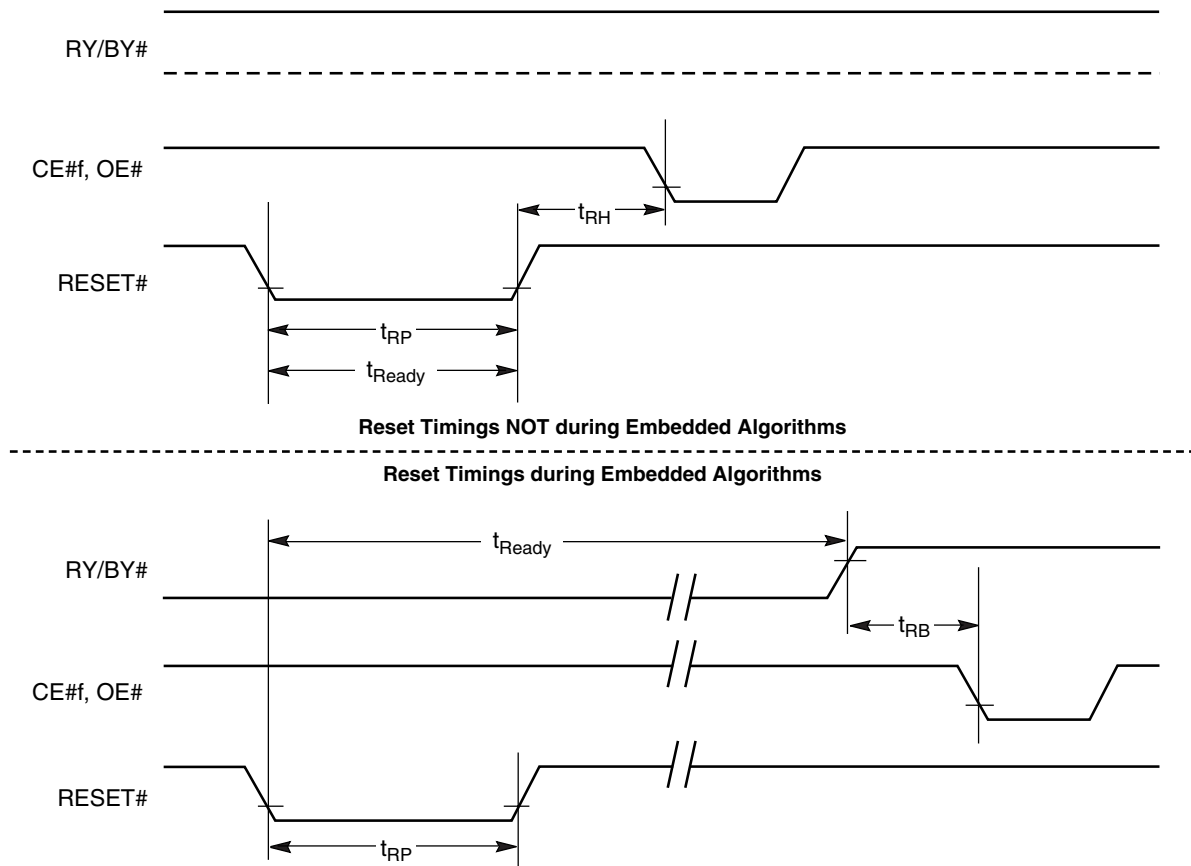 RY/BY#
CE#f, OE#
tRH
RESET#
tRP
tReady
Reset Timings NOT during Embedded Algorithms
Reset Timings during Embedded Algorithms
tReady
RY/BY#
tRB
CE#f, OE#
RESET#
tRP